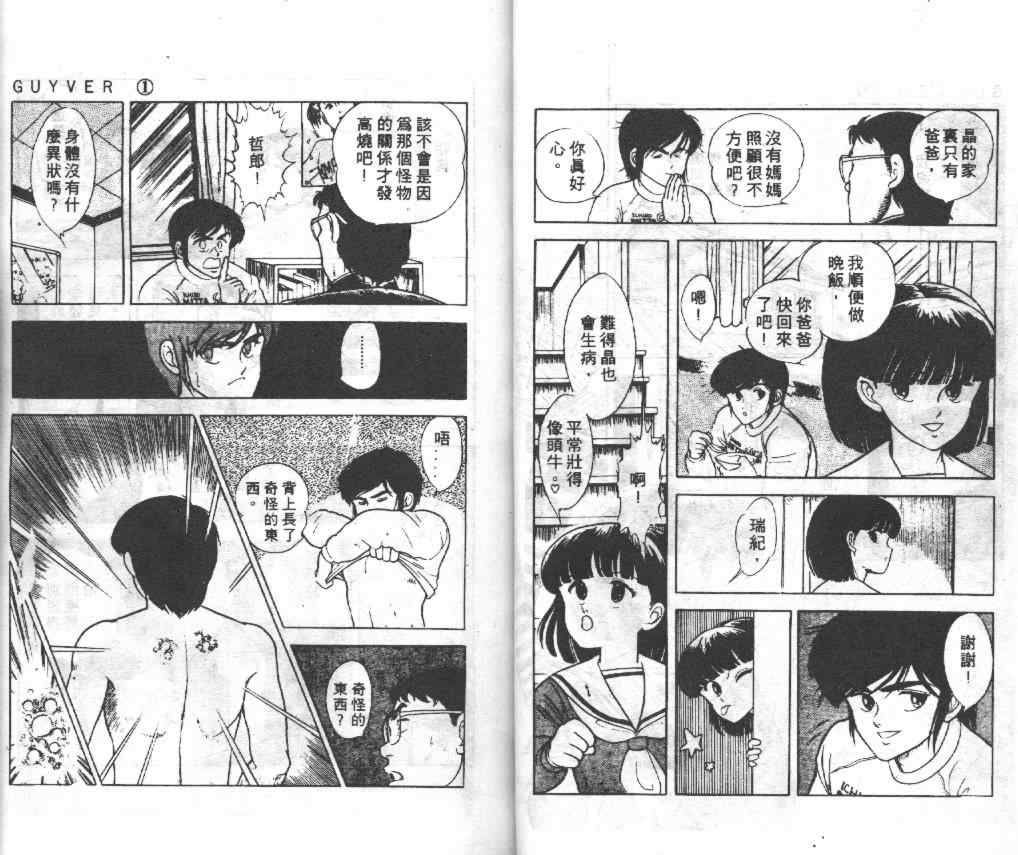 晶的家
裏只有
爸爸，
沒有媽媽
照顧很不
方便吧？
你真好
心。
我順便做
晚飯，
你爸爸
快回來
了吧！
嗯！
瑞紀，
謝謝！
難得晶也
會生病，
平常壯得
像頭牛。♡
啊！
GUYVER ①
該不會是因
爲那個怪物
的關係才發
高燒吧！
哲郎！
身體沒有什
麼異狀嗎？
………
唔‥‥
背上長了
奇怪的東
西。
奇怪的
東西？